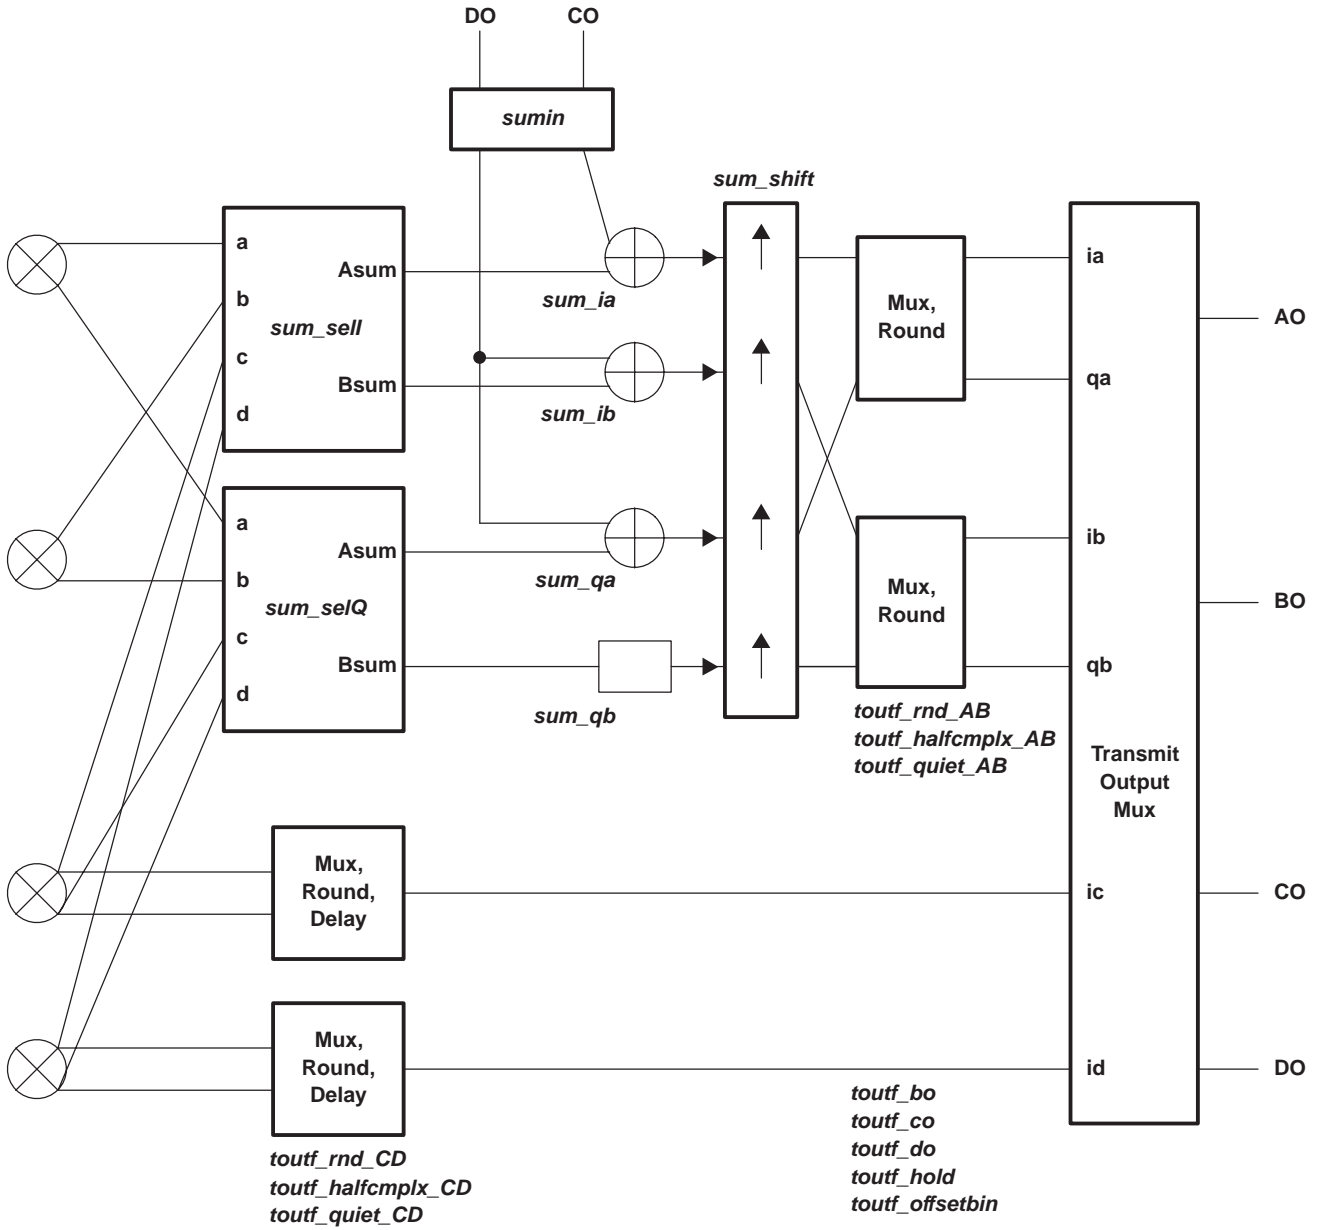 DO
CO
sumin
sum_shift
a
b
c
d
sum_selI
Asum
Bsum
sum_ia
sum_ib
a
b
c
d
sum_selQ
Asum
Bsum
sum_qa
sum_qb
Mux,
Round
Mux,
Round
toutf_rnd_AB
toutf_halfcmplx_AB
toutf_quiet_AB
ia
qa
ib
qb
Transmit
Output
Mux
ic
id
AO
BO
CO
DO
Mux,
Round,
Delay
Mux,
Round,
Delay
toutf_rnd_CD
toutf_halfcmplx_CD
toutf_quiet_CD
toutf_bo
toutf_co
toutf_do
toutf_hold
toutf_offsetbin